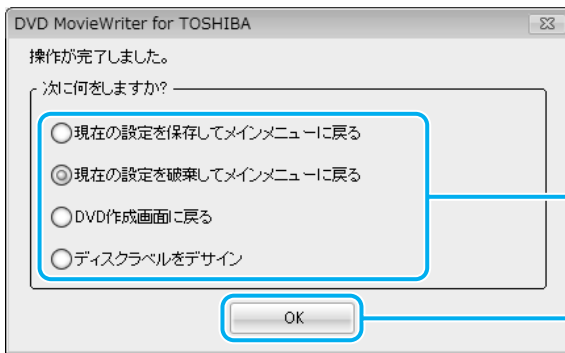 DVD MovieWriter for TOSHIBA
操作が完了しました。
次に何をしますか?
現在の設定を保存してメインメニューに戻る
現在の設定を破棄してメインメニューに戻る
DVD作成画面に戻る
ディスクラベルをデザイン
OK